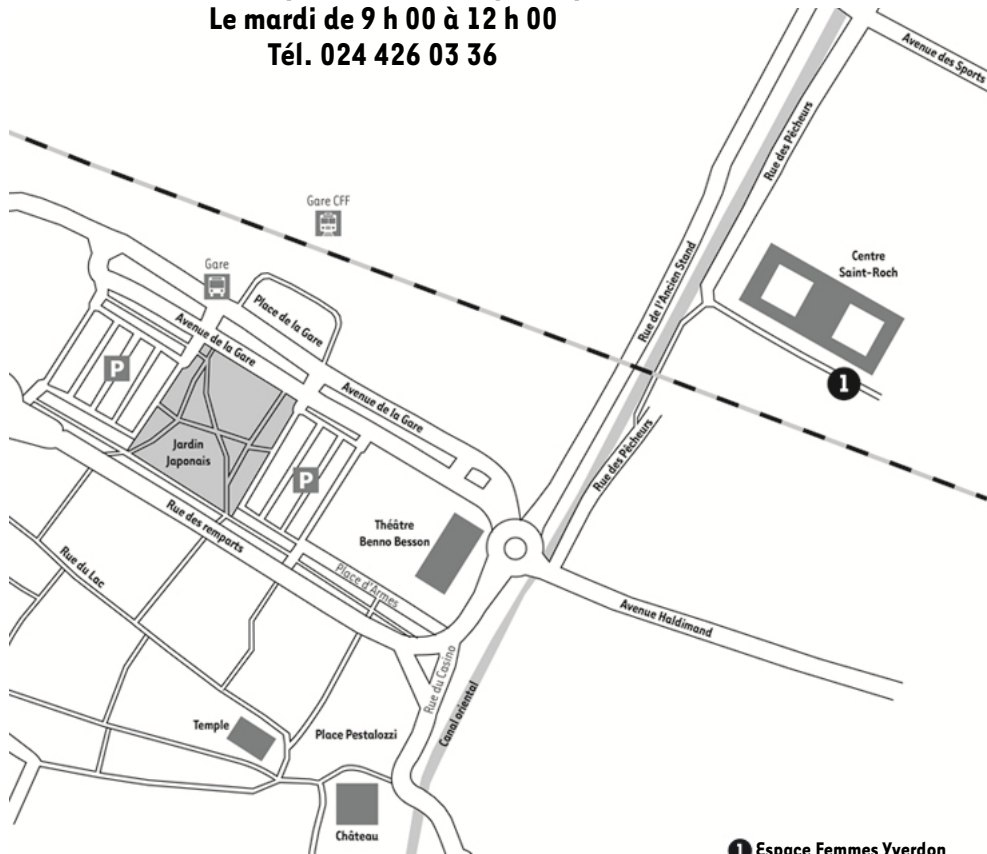 Le mardi de 9 h 00 à 12 h 00
Tél. 024 426 03 36
Avenue des Sports
Rue des Pêcheurs
Gare CFF
Centre
Saint-Roch
Rue de l'Ancien Stand
Gare
Place de la Gare
Avenue de la Gare
P
Avenue de la Gare
1
Jardin
Japonais
P
Rue des Pêcheurs
Rue des remparts
Théâtre
Benno Besson
Rue du Lac
Place d'Armes
Avenue Haldimand
Rue du Casino
Canal oriental
Temple
Place Pestalozzi
Château
1 Espace Femmes Yverdon